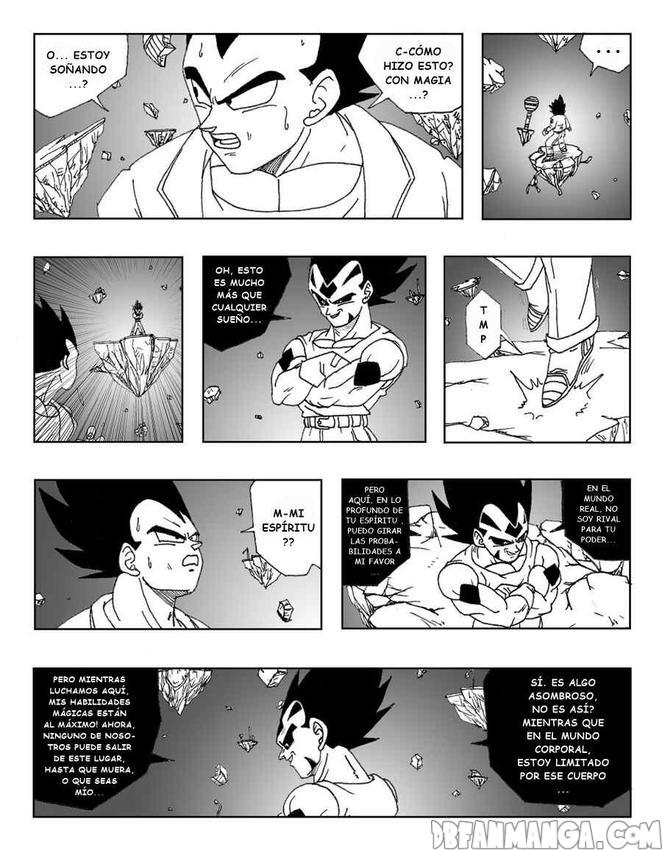 ...
C-CÓMO
HIZO ESTO?
CON MAGIA
...?
O... ESTOY
SOÑANDO
...?
TMP
OH, ESTO
ES MUCHO
MÁS QUE
CUALQUIER
SUEÑO...
EN EL
MUNDO
REAL, NO
SOY RIVAL
PARA TU
PODER...
PERO
AQUÍ, EN LO
PROFUNDO DE
TU ESPÍRITU ,
PUEDO GIRAR
LAS PROBA-
BILIDADES A
MI FAVOR
...
M-MI
ESPÍRITU
??
SÍ. ES ALGO
ASOMBROSO,
NO ES ASÍ?
MIENTRAS QUE
EN EL MUNDO
CORPORAL,
ESTOY LIMITADO
POR ESE CUERPO
...
PERO MIENTRAS
LUCHAMOS AQUÍ,
MIS HABILIDADES
MÁGICAS ESTÁN
AL MÁXIMO! AHORA,
NINGUNO DE NOSO-
TROS PUEDE SALIR
DE ESTE LUGAR,
HASTA QUE MUERA,
O QUE SEAS
MÍO...
DBFANMANGA.COM